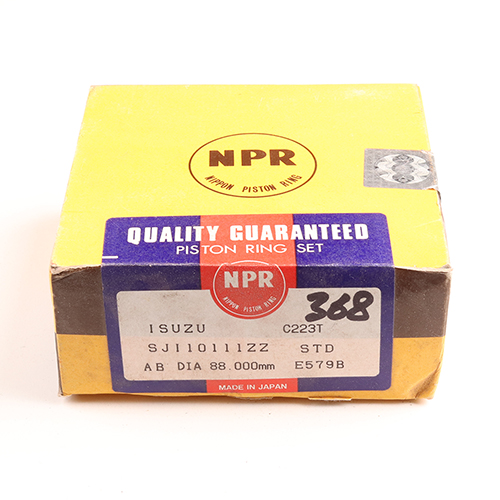 NPR
NIPPON PISTON RING
QUALITY GUARANTEED
PISTON RING SET
NPR
NIPPON PISTON RING
368
ISUZU C223T
SJ110111ZZ STD
AB DIA 88.000mm E579B
MADE IN JAPAN